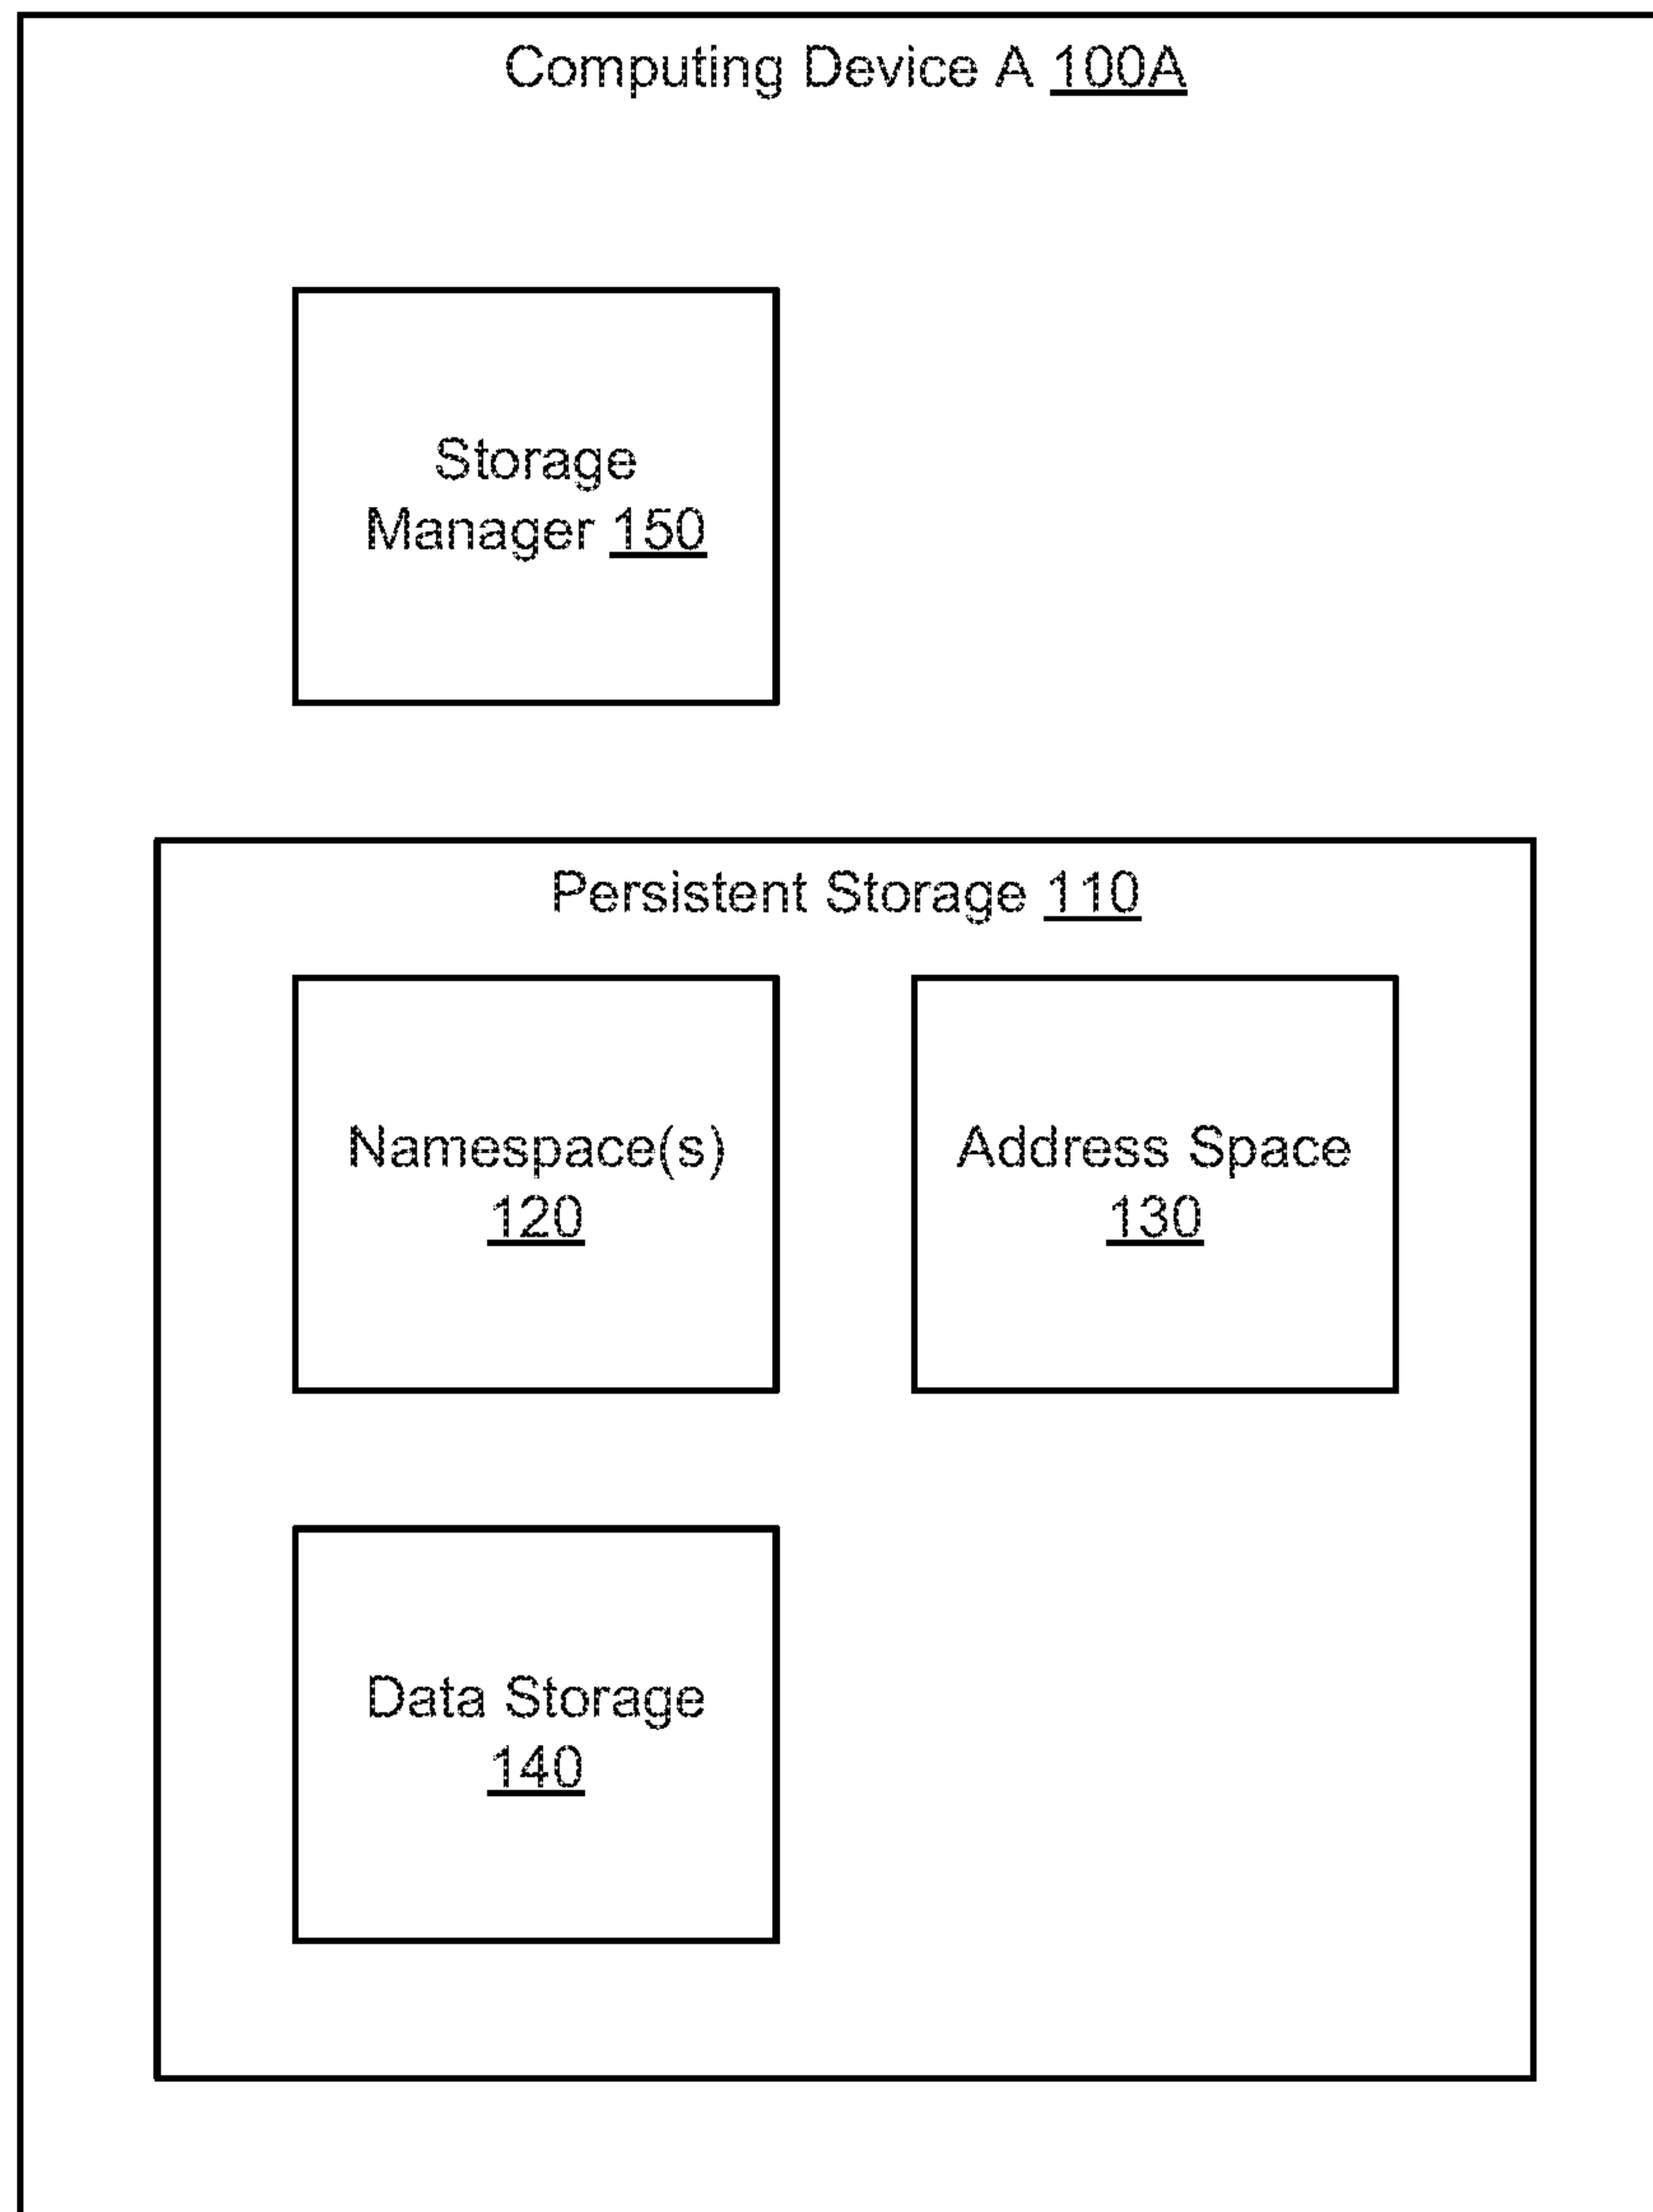 Computing Device A 100A
Storage
Manager 150
Persistent Storage 110
Namespace(s)
120
Address Space
130
Data Storage
140